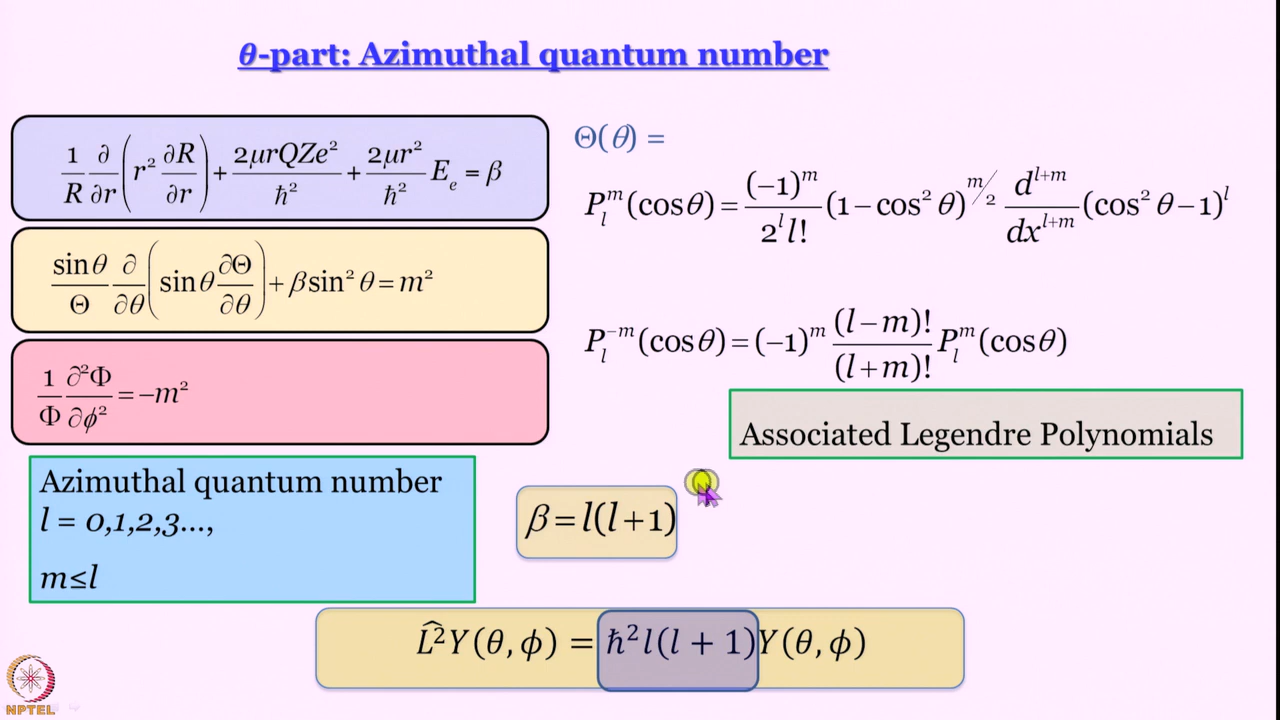 θ-part: Azimuthal quantum number
1/R ∂/∂r (r² ∂R/∂r) + 2μrQZe²/ħ² + 2μr²/ħ² Eₑ = β
sinθ/Θ ∂/∂θ (sinθ ∂Θ/∂θ) + β sin²θ = m²
1/Φ ∂²Φ/∂ϕ² = −m²
Θ(θ) =
P_l^m(cosθ) = (−1)^m/(2^l l!) (1−cos²θ)^(m/2) d^(l+m)/dx^(l+m) (cos²θ−1)^l
P_l^(−m)(cosθ) = (−1)^m (l−m)!/(l+m)! P_l^m(cosθ)
Associated Legendre Polynomials
Azimuthal quantum number
l = 0,1,2,3...,
m≤l
β = l(l+1)
L̂²Y(θ,ϕ) = ħ²l(l + 1)Y(θ,ϕ)
NPTEL